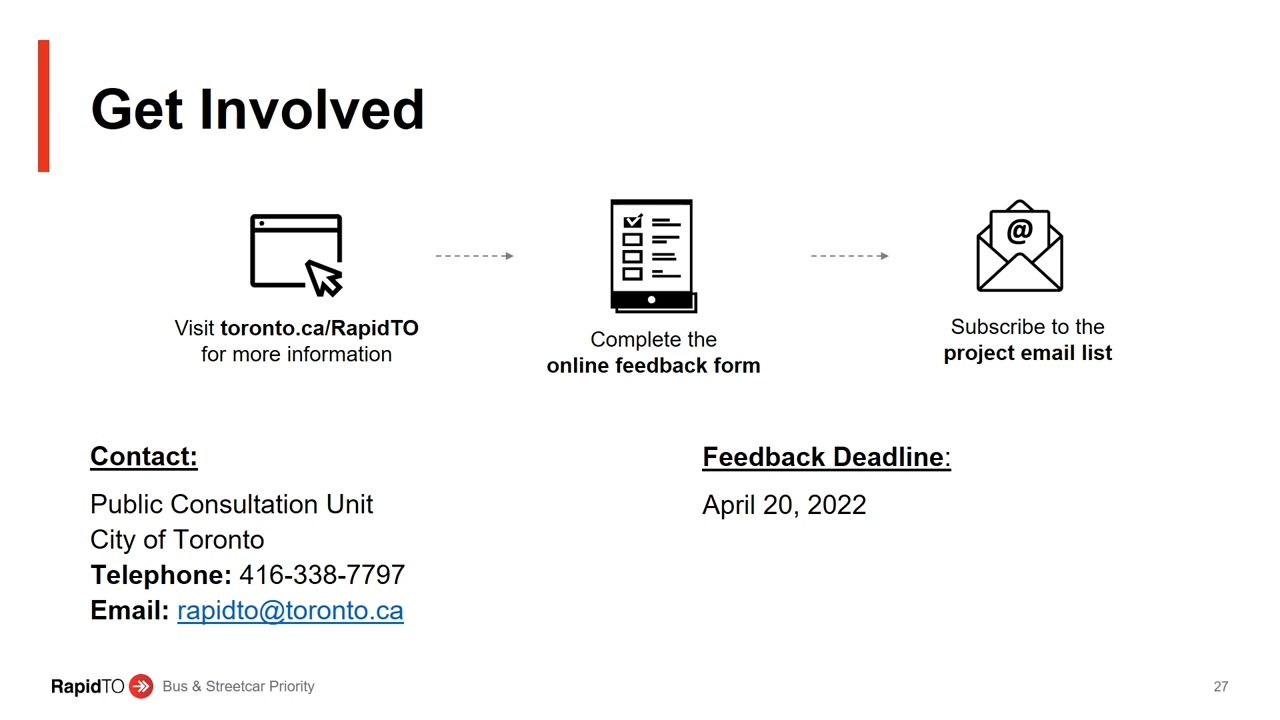 Get Involved
@
Visit toronto.ca/RapidTO
for more information
Complete the
online feedback form
Subscribe to the
project email list
Contact:
Public Consultation Unit
City of Toronto
Telephone: 416-338-7797
Email: rapidto@toronto.ca
Feedback Deadline:
April 20, 2022
RapidTO Bus & Streetcar Priority
27